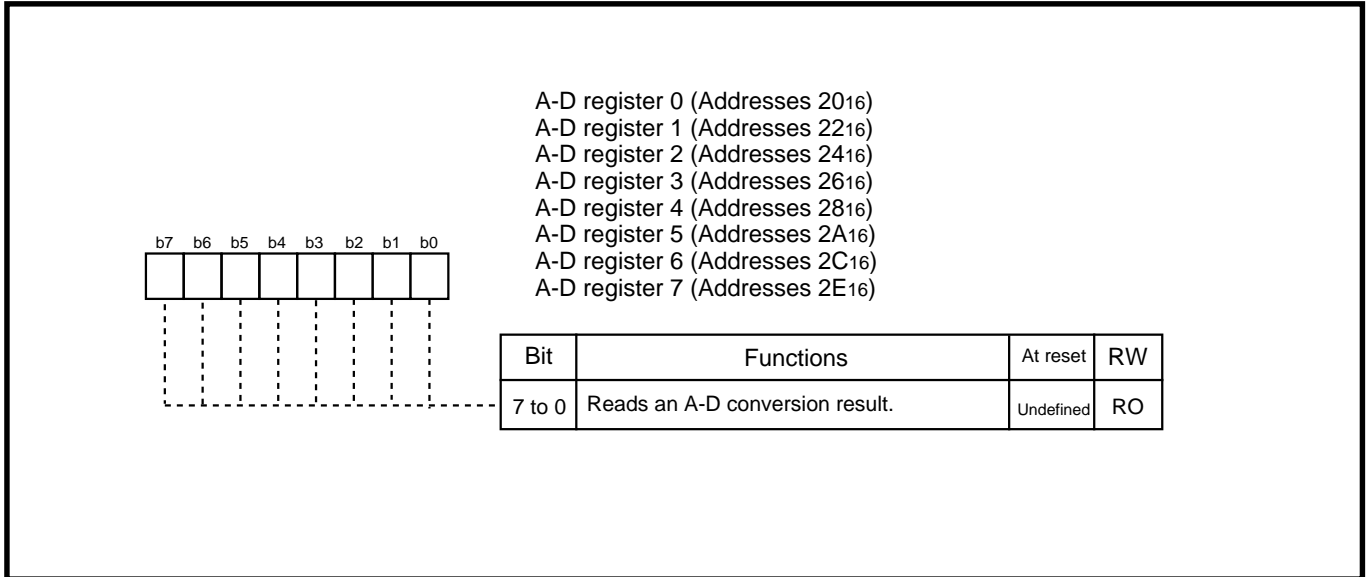 A-D register 0 (Addresses 2016)
A-D register 1 (Addresses 2216)
A-D register 2 (Addresses 2416)
A-D register 3 (Addresses 2616)
A-D register 4 (Addresses 2816)
A-D register 5 (Addresses 2A16)
A-D register 6 (Addresses 2C16)
A-D register 7 (Addresses 2E16)
b7 b6 b5 b4 b3 b2 b1 b0
Bit Functions At reset RW
7 to 0 Reads an A-D conversion result. Undefined RO